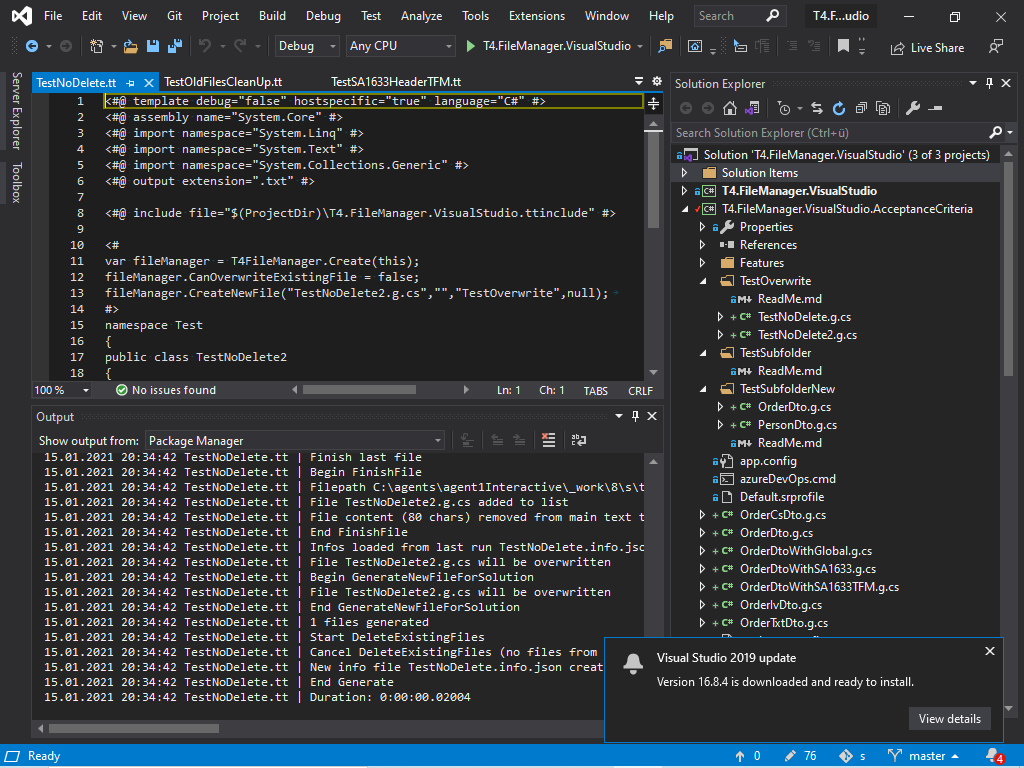 File Edit View Git Project Build Debug Test Analyze Tools Extensions Window Help Search T4.F...udio
Debug Any CPU T4.FileManager.VisualStudio Live Share
Server Explorer
Toolbox
TestNoDelete.tt TestOldFilesCleanUp.tt TestSA1633HeaderTFM.tt
1 <#@ template debug="false" hostspecific="true" language="C#" #>
2 <#@ assembly name="System.Core" #>
3 <#@ import namespace="System.Linq" #>
4 <#@ import namespace="System.Text" #>
5 <#@ import namespace="System.Collections.Generic" #>
6 <#@ output extension=".txt" #>
7
8 <#@ include file="$(ProjectDir)\T4.FileManager.VisualStudio.ttinclude" #>
9
10 <#
11 var fileManager = T4FileManager.Create(this);
12 fileManager.CanOverwriteExistingFile = false;
13 fileManager.CreateNewFile("TestNoDelete2.g.cs","","TestOverwrite",null);
14 #>
15 namespace Test
16 {
17 public class TestNoDelete2
18 {
100 % No issues found Ln: 1 Ch: 1 TABS CRLF
Output
Show output from: Package Manager
15.01.2021 20:34:42 TestNoDelete.tt | Finish last file
15.01.2021 20:34:42 TestNoDelete.tt | Begin FinishFile
15.01.2021 20:34:42 TestNoDelete.tt | Filepath C:\agents\agent1Interactive\_work\8\s\t
15.01.2021 20:34:42 TestNoDelete.tt | File TestNoDelete2.g.cs added to list
15.01.2021 20:34:42 TestNoDelete.tt | File content (80 chars) removed from main text t
15.01.2021 20:34:42 TestNoDelete.tt | End FinishFile
15.01.2021 20:34:42 TestNoDelete.tt | Infos loaded from last run TestNoDelete.info.jso
15.01.2021 20:34:42 TestNoDelete.tt | File TestNoDelete2.g.cs will be overwritten
15.01.2021 20:34:42 TestNoDelete.tt | Begin GenerateNewFileForSolution
15.01.2021 20:34:42 TestNoDelete.tt | File TestNoDelete2.g.cs will be overwritten
15.01.2021 20:34:42 TestNoDelete.tt | End GenerateNewFileForSolution
15.01.2021 20:34:42 TestNoDelete.tt | 1 files generated
15.01.2021 20:34:42 TestNoDelete.tt | Start DeleteExistingFiles
15.01.2021 20:34:42 TestNoDelete.tt | Cancel DeleteExistingFiles (no files from
15.01.2021 20:34:42 TestNoDelete.tt | New info file TestNoDelete.info.json creat
15.01.2021 20:34:42 TestNoDelete.tt | End Generate
15.01.2021 20:34:42 TestNoDelete.tt | Duration: 0:00:00.02004
Solution Explorer
Search Solution Explorer (Ctrl+ü)
Solution 'T4.FileManager.VisualStudio' (3 of 3 projects)
Solution Items
C# T4.FileManager.VisualStudio
C# T4.FileManager.VisualStudio.AcceptanceCriteria
Properties
References
Features
TestOverwrite
M ReadMe.md
+ C# TestNoDelete.g.cs
+ C# TestNoDelete2.g.cs
TestSubfolder
M ReadMe.md
TestSubfolderNew
+ C# OrderDto.g.cs
+ C# PersonDto.g.cs
M ReadMe.md
app.config
azureDevOps.cmd
Default.srprofile
+ C# OrderCsDto.g.cs
+ C# OrderDto.g.cs
+ C# OrderDtoWithGlobal.g.cs
+ C# OrderDtoWithSA1633.g.cs
+ C# OrderDtoWithSA1633TFM.g.cs
+ C# OrderIvDto.g.cs
+ C# OrderTxtDto.g.cs
Visual Studio 2019 update
Version 16.8.4 is downloaded and ready to install.
View details
Ready 0 76 s master 4